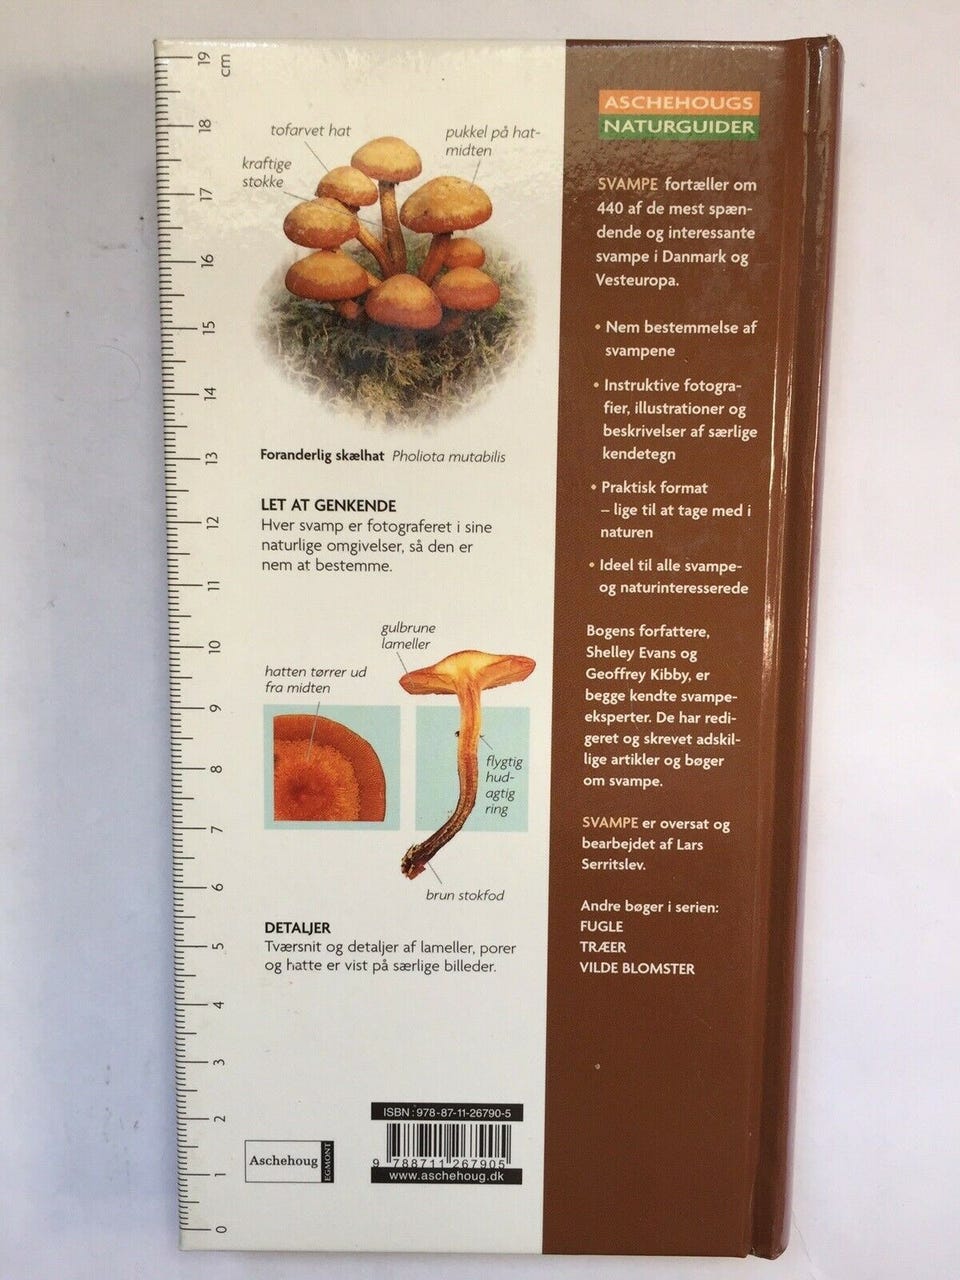 19
cm
18
17
16
15
14
13
12
11
10
9
8
7
6
5
4
3
2
1
0
tofarvet hat
kraftige
stokke
pukkel på hat-
midten
Foranderlig skælhat Pholiota mutabilis
LET AT GENKENDE
Hver svamp er fotograferet i sine
naturlige omgivelser, så den er
nem at bestemme.
gulbrune
lameller
hatten tørrer ud
fra midten
flygtig
hud-
agtig
ring
brun stokfod
DETALJER
Tværsnit og detaljer af lameller, porer
og hatte er vist på særlige billeder.
Aschehoug
EGMONT
ISBN: 978-87-11-26790-5
9 788711 267905
www.aschehoug.dk
ASCHEHOUGS
NATURGUIDER
SVAMPE fortæller om
440 af de mest spæn-
dende og interessante
svampe i Danmark og
Vesteuropa.
• Nem bestemmelse af
svampene
• Instruktive fotogra-
fier, illustrationer og
beskrivelser af særlige
kendetegn
• Praktisk format
– lige til at tage med i
naturen
• Ideel til alle svampe-
og naturinteresserede
Bogens forfattere,
Shelley Evans og
Geoffrey Kibby, er
begge kendte svampe-
eksperter. De har redi-
geret og skrevet adskil-
lige artikler og bøger
om svampe.
SVAMPE er oversat og
bearbejdet af Lars
Serritslev.
Andre bøger i serien:
FUGLE
TRÆER
VILDE BLOMSTER